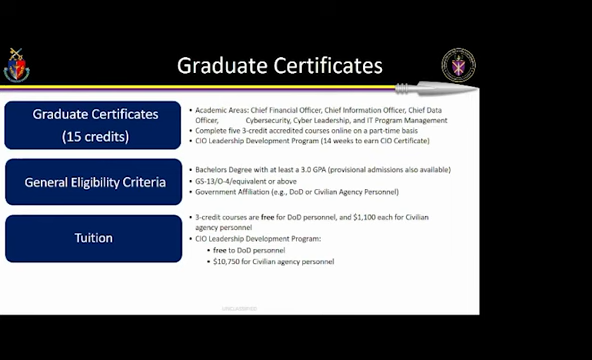 Graduate Certificates
Graduate Certificates
(15 credits)
• Academic Areas: Chief Financial Officer, Chief Information Officer, Chief Data
Officer, Cybersecurity, Cyber Leadership, and IT Program Management
• Complete five 3-credit accredited courses online on a part-time basis
• CIO Leadership Development Program (14 weeks to earn CIO Certificate)
General Eligibility Criteria
• Bachelors Degree with at least a 3.0 GPA (provisional admissions also available)
• GS-13/O-4/equivalent or above
• Government Affiliation (e.g., DoD or Civilian Agency Personnel)
Tuition
• 3-credit courses are free for DoD personnel, and $1,100 each for Civilian
agency personnel
• CIO Leadership Development Program:
• free to DoD personnel
• $10,750 for Civilian agency personnel
UNCLASSIFIED